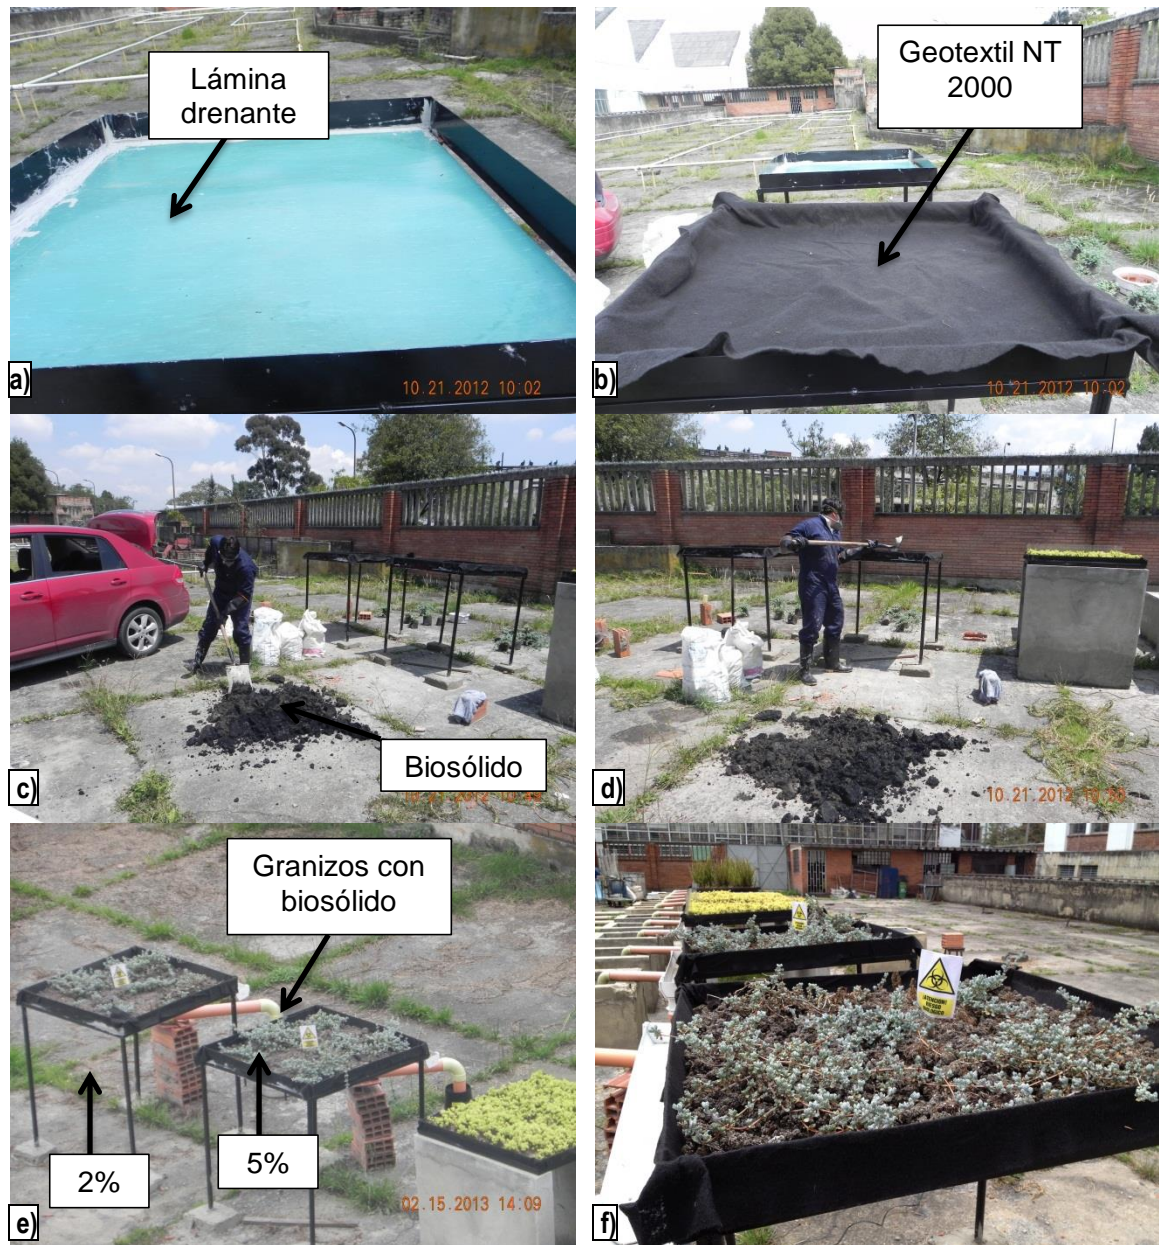 Lámina
drenante
a)
10.21.2012 10:02
Geotextil NT
2000
b)
10.21.2012 10:02
Biosólido
c)
d)
10.21.2012
Granizos con
biosólido
2%
5%
e)
02.15.2013 14:09
f)